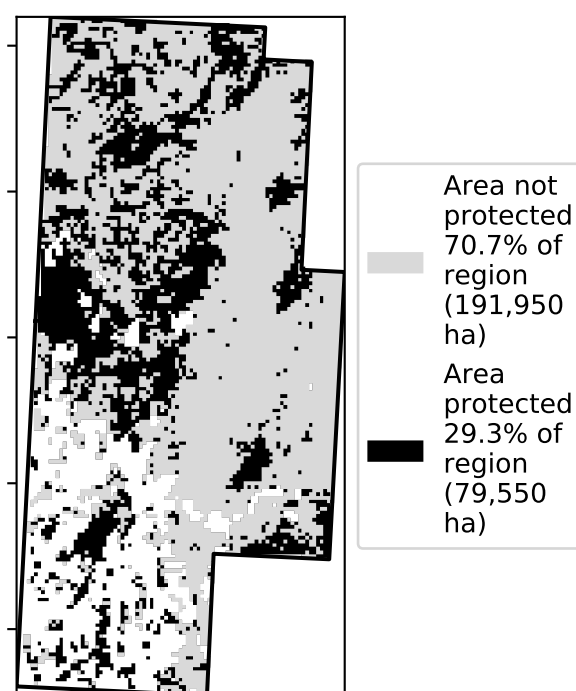 Area not
protected
70.7% of
region
(191,950
ha)
Area
protected
29.3% of
region
(79,550
ha)